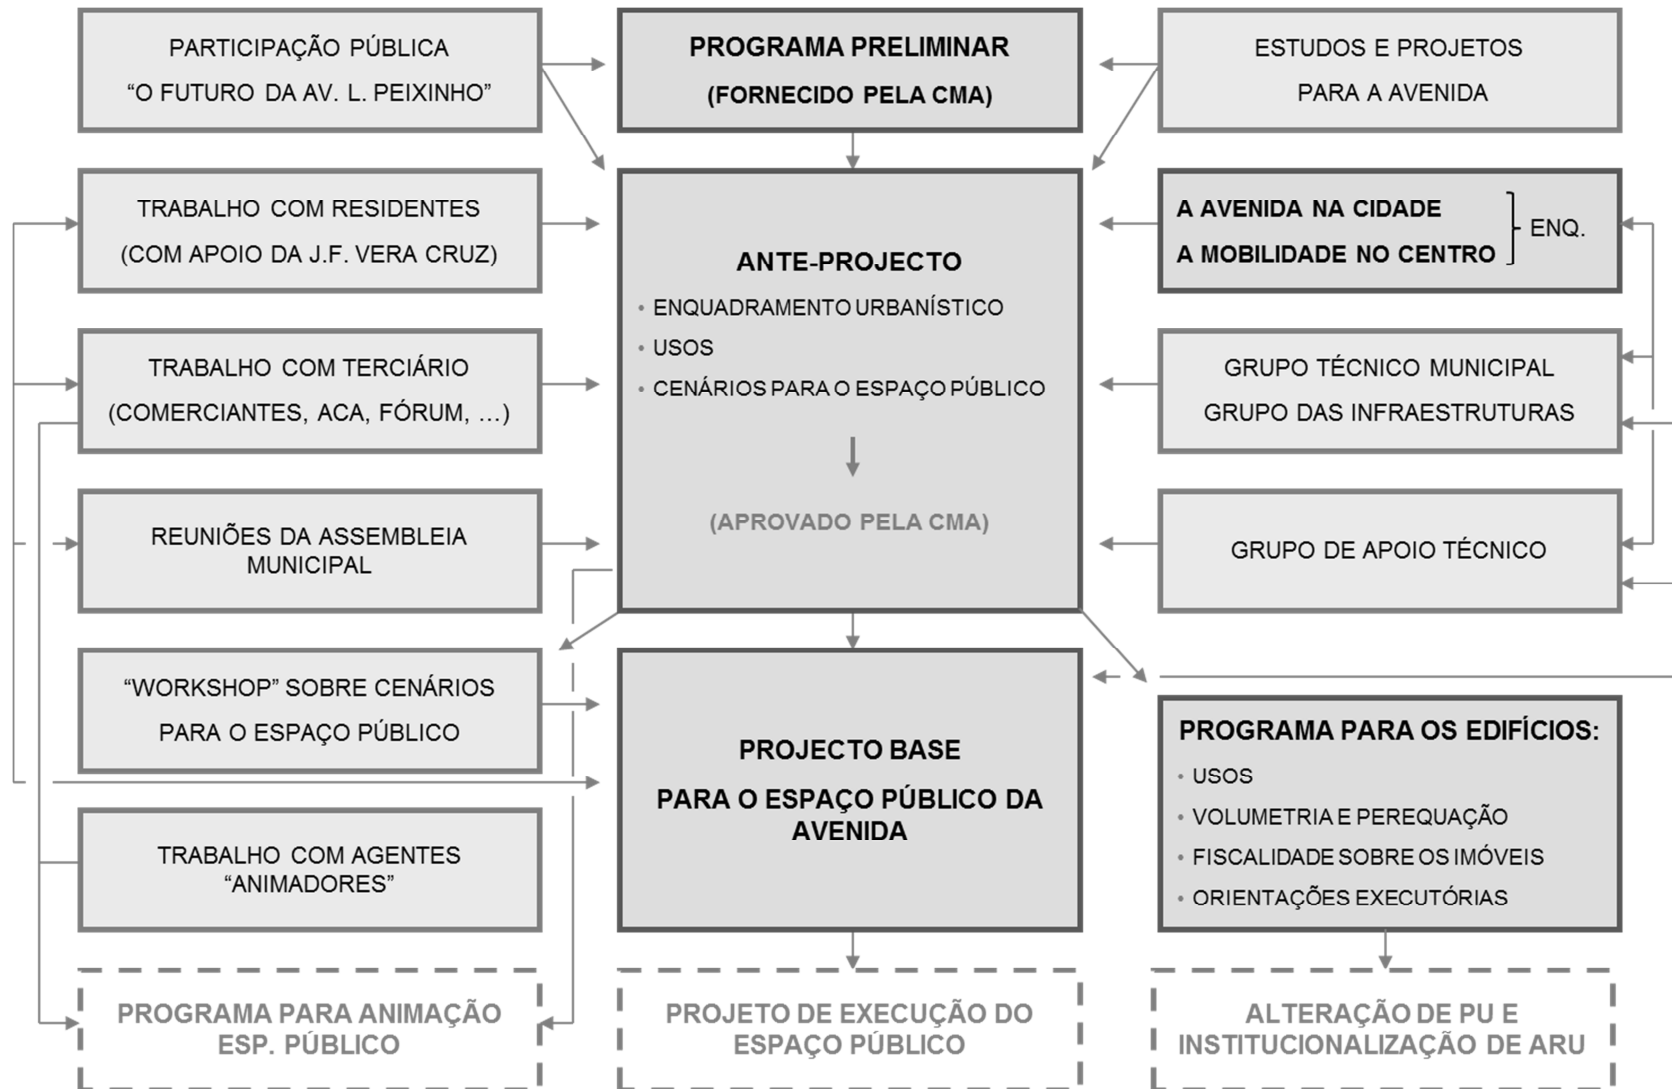 PARTICIPAÇÃO PÚBLICA
“O FUTURO DA AV. L. PEIXINHO”
PROGRAMA PRELIMINAR
(FORNECIDO PELA CMA)
ESTUDOS E PROJETOS
PARA A AVENIDA
TRABALHO COM RESIDENTES
(COM APOIO DA J.F. VERA CRUZ)
ANTE-PROJECTO
• ENQUADRAMENTO URBANÍSTICO
• USOS
• CENÁRIOS PARA O ESPAÇO PÚBLICO
(APROVADO PELA CMA)
A AVENIDA NA CIDADE
A MOBILIDADE NO CENTRO
ENQ.
TRABALHO COM TERCIÁRIO
(COMERCIANTES, ACA, FÓRUM, …)
GRUPO TÉCNICO MUNICIPAL
GRUPO DAS INFRAESTRUTURAS
REUNIÕES DA ASSEMBLEIA
MUNICIPAL
GRUPO DE APOIO TÉCNICO
“WORKSHOP” SOBRE CENÁRIOS
PARA O ESPAÇO PÚBLICO
PROJECTO BASE
PARA O ESPAÇO PÚBLICO DA
AVENIDA
PROGRAMA PARA OS EDIFÍCIOS:
• USOS
• VOLUMETRIA E PEREQUAÇÃO
• FISCALIDADE SOBRE OS IMÓVEIS
• ORIENTAÇÕES EXECUTÓRIAS
TRABALHO COM AGENTES
“ANIMADORES”
PROGRAMA PARA ANIMAÇÃO
ESP. PÚBLICO
PROJETO DE EXECUÇÃO DO
ESPAÇO PÚBLICO
ALTERAÇÃO DE PU E
INSTITUCIONALIZAÇÃO DE ARU